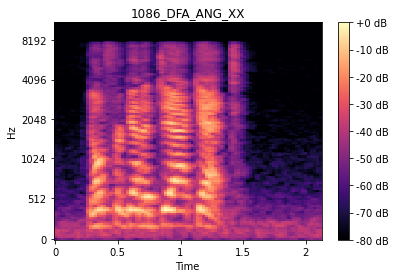 1086_DFA_ANG_XX
+0 dB
8192
-10 dB
4096
-20 dB
-30 dB
2048
Hz
-40 dB
1024
-50 dB
512
-60 dB
-70 dB
0
-80 dB
0 0.5 1 1.5 2
Time